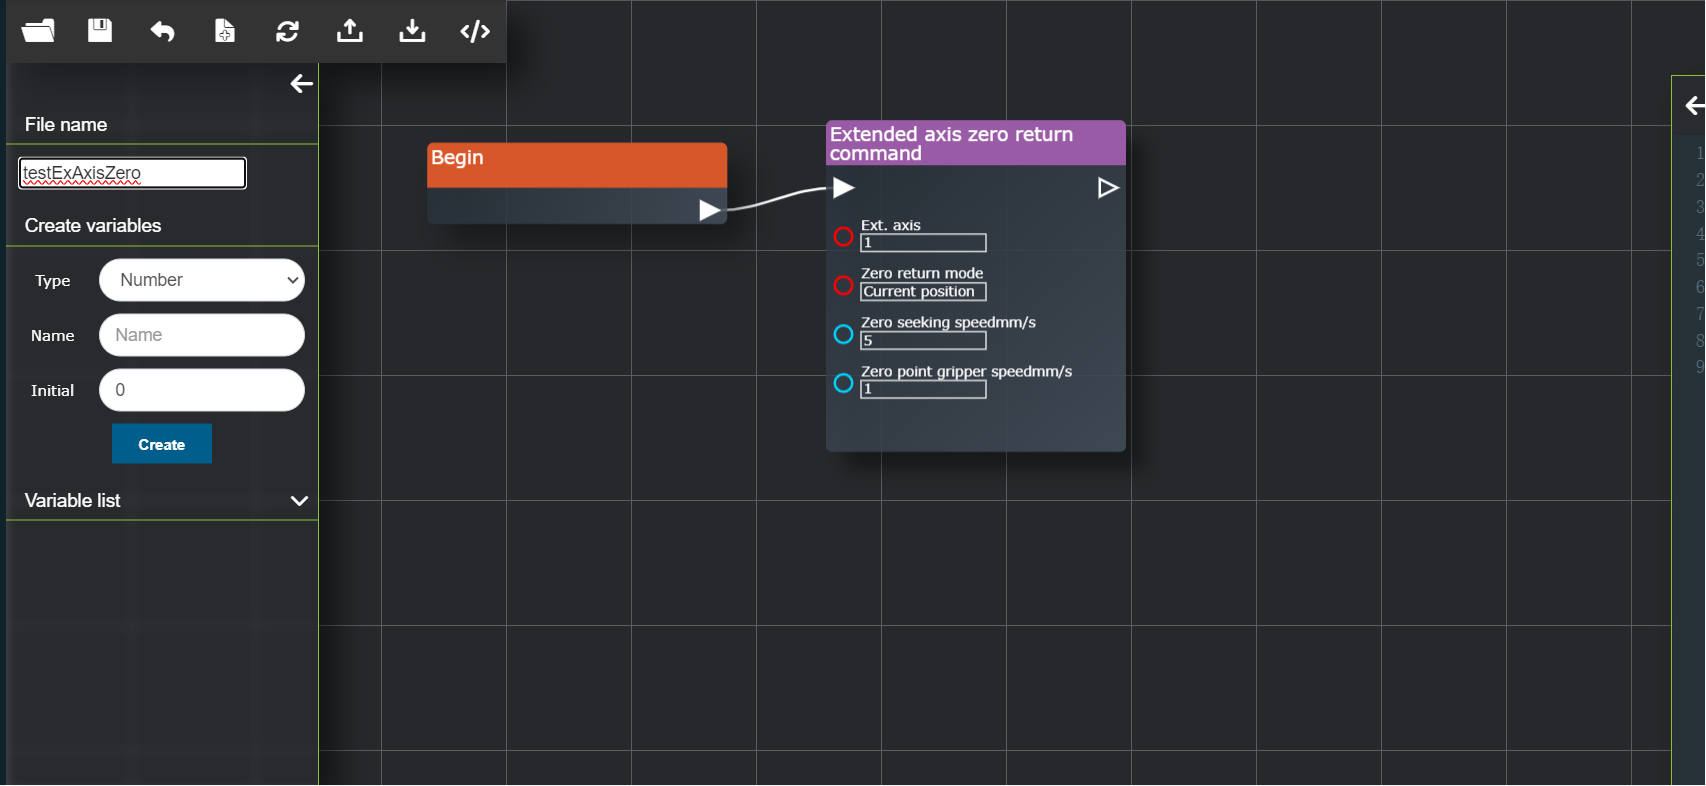 File name
testExAxisZero
Create variables
Type
Number
Name
Name
Initial
0
Create
Variable list
Begin
Extended axis zero return
command
Ext. axis
1
Zero return mode
Current position
Zero seeking speedmm/s
5
Zero point gripper speedmm/s
1
1
2
3
4
5
6
7
8
9